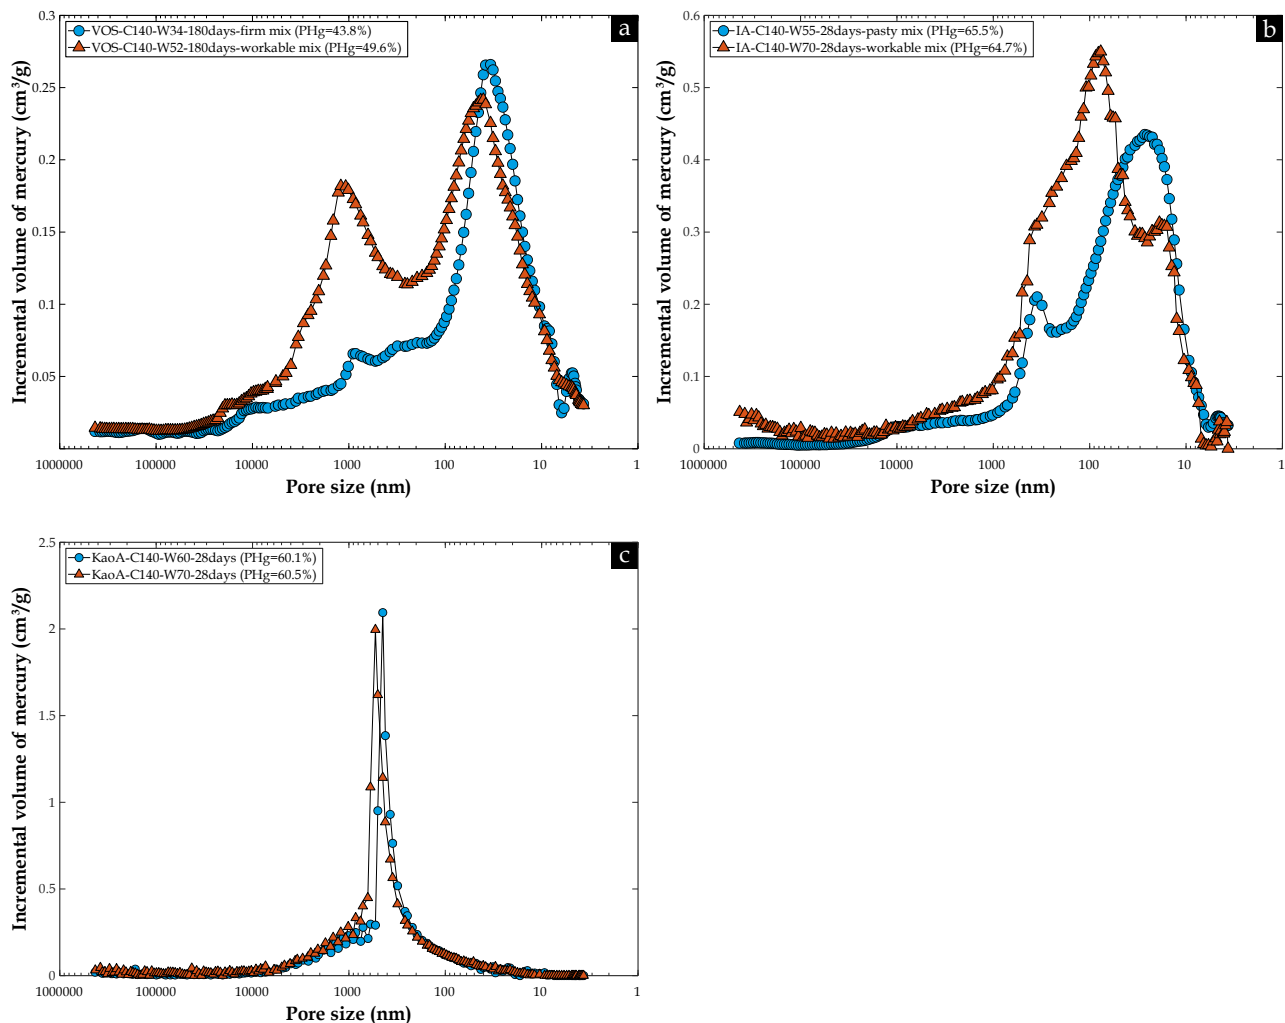 a
VOS-C140-W34-180days-firm mix (PHg=43.8%)
VOS-C140-W52-180days-workable mix (PHg=49.6%)
Incremental volume of mercury (cm³/g)
0.3
0.25
0.2
0.15
0.1
0.05
1000000 100000 10000 1000 100 10 1
Pore size (nm)
b
IA-C140-W55-28days-pasty mix (PHg=65.5%)
IA-C140-W70-28days-workable mix (PHg=64.7%)
Incremental volume of mercury (cm³/g)
0.6
0.5
0.4
0.3
0.2
0.1
0
1000000 100000 10000 1000 100 10 1
Pore size (nm)
c
KaoA-C140-W60-28days (PHg=60.1%)
KaoA-C140-W70-28days (PHg=60.5%)
Incremental volume of mercury (cm³/g)
2.5
2
1.5
1
0.5
0
1000000 100000 10000 1000 100 10 1
Pore size (nm)